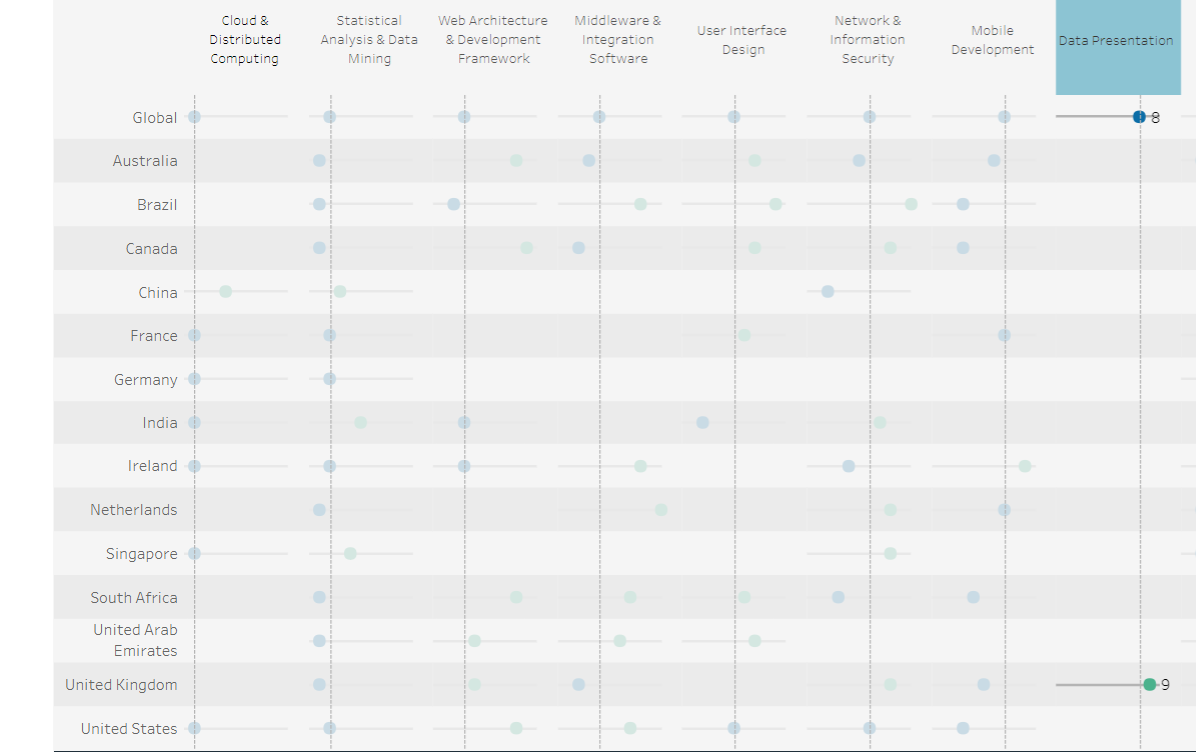 Cloud &
Distributed
Computing
Statistical
Analysis & Data
Mining
Web Architecture
& Development
Framework
Middleware &
Integration
Software
User Interface
Design
Network &
Information
Security
Mobile
Development
Data Presentation
Global
8
Australia
Brazil
Canada
China
France
Germany
India
Ireland
Netherlands
Singapore
South Africa
United Arab
Emirates
United Kingdom
9
United States